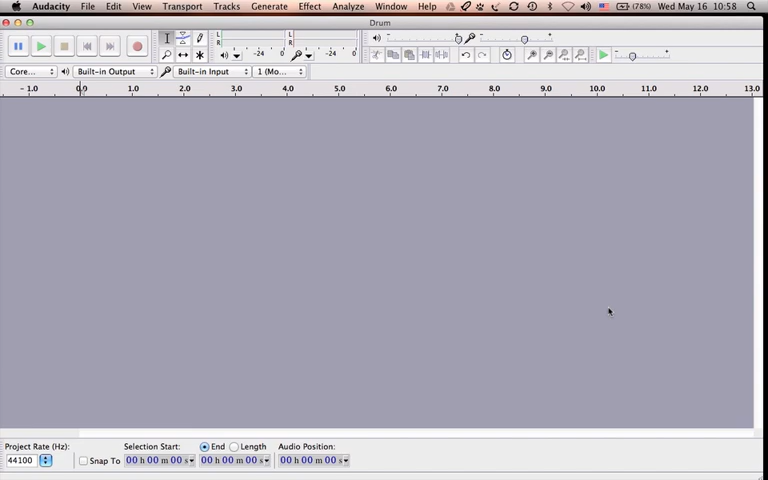 Audacity File Edit View Transport Tracks Generate Effect Analyze Window Help (78%) Wed May 16 10:58
Drum
L
R
-24 0
L
R
-24 0
Core... Built-in Output Built-in Input 1 (Mo...
- 1.0 0.0 1.0 2.0 3.0 4.0 5.0 6.0 7.0 8.0 9.0 10.0 11.0 12.0 13.0
Project Rate (Hz): Selection Start: End Length Audio Position:
44100 Snap To 00 h 00 m 00 s 00 h 00 m 00 s 00 h 00 m 00 s